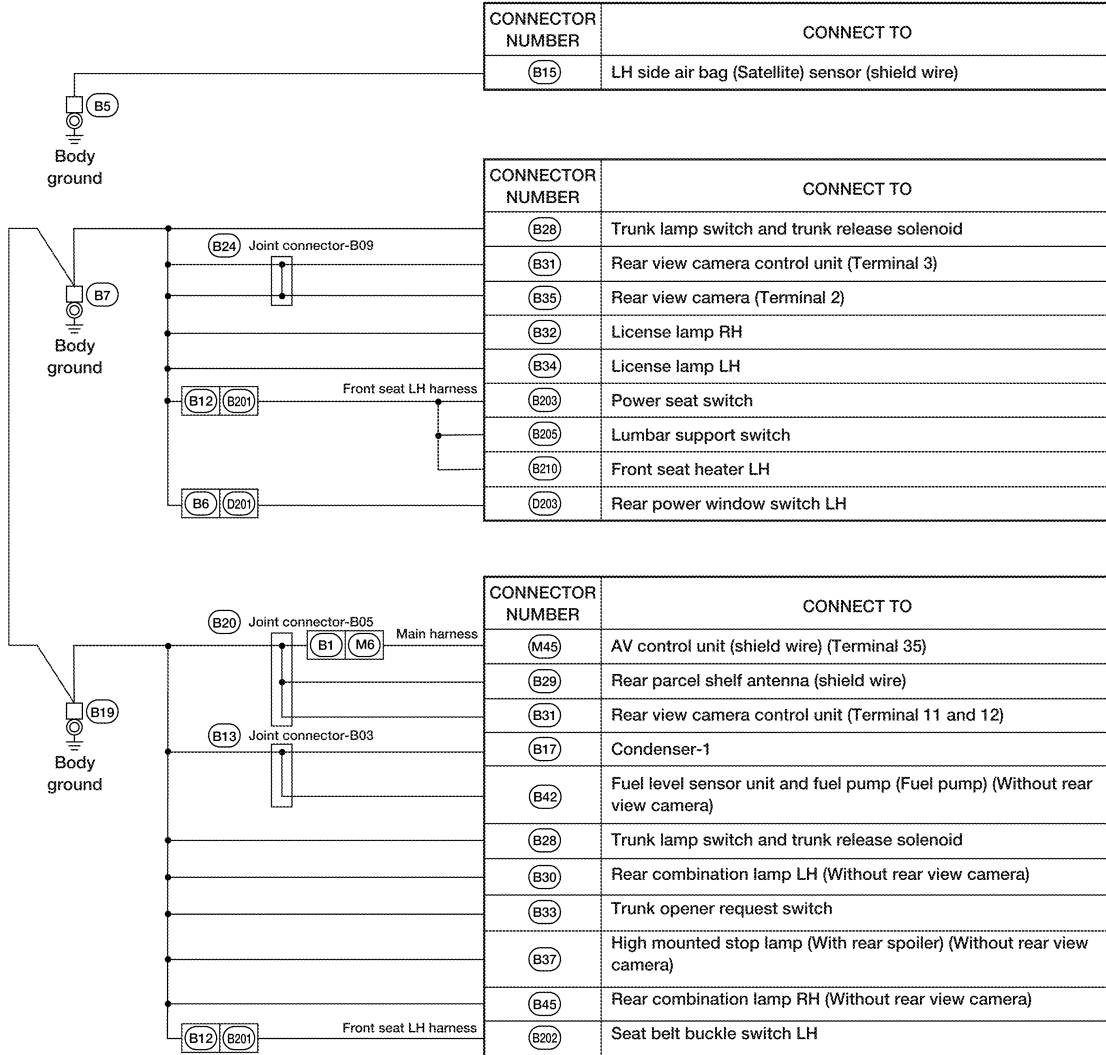 CONNECTOR NUMBER
CONNECT TO
B15
LH side air bag (Satellite) sensor (shield wire)
B5
Body
ground
CONNECTOR NUMBER
CONNECT TO
B28
Trunk lamp switch and trunk release solenoid
B24
Joint connector-B09
B31
Rear view camera control unit (Terminal 3)
B7
B35
Rear view camera (Terminal 2)
Body
ground
B32
License lamp RH
B34
License lamp LH
B12
B201
Front seat LH harness
B203
Power seat switch
B205
Lumbar support switch
B210
Front seat heater LH
B6
D201
D203
Rear power window switch LH
CONNECTOR NUMBER
CONNECT TO
B20
Joint connector-B05
B1
M6
Main harness
M45
AV control unit (shield wire) (Terminal 35)
B29
Rear parcel shelf antenna (shield wire)
B19
B31
Rear view camera control unit (Terminal 11 and 12)
B13
Joint connector-B03
B17
Condenser-1
Body
ground
B42
Fuel level sensor unit and fuel pump (Fuel pump) (Without rear
view camera)
B28
Trunk lamp switch and trunk release solenoid
B30
Rear combination lamp LH (Without rear view camera)
B33
Trunk opener request switch
B37
High mounted stop lamp (With rear spoiler) (Without rear view
camera)
B45
Rear combination lamp RH (Without rear view camera)
B12
B201
Front seat LH harness
B202
Seat belt buckle switch LH